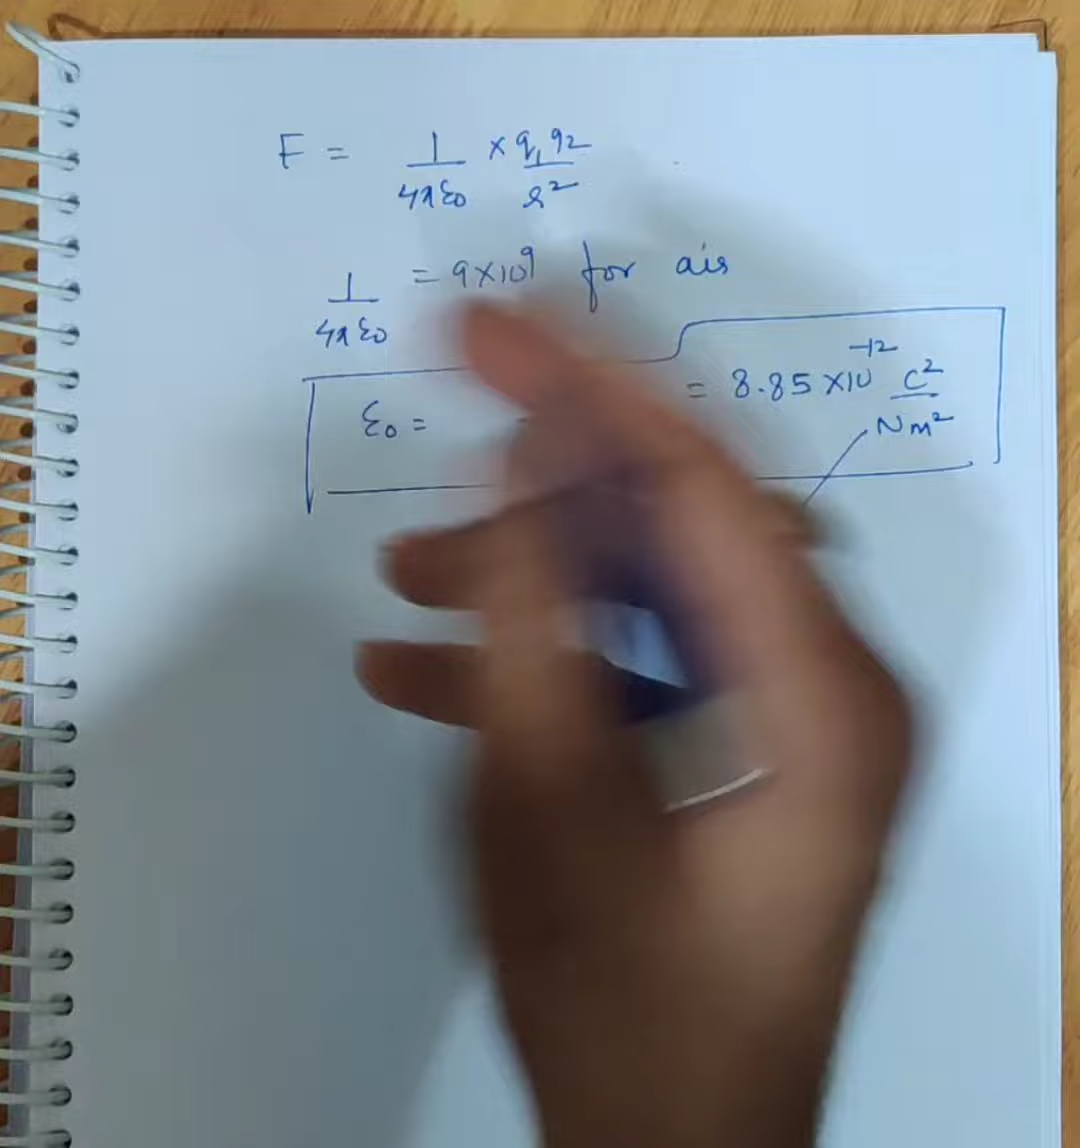 F = 1/4πε0 × q1q2/r²
1/4πε0 = 9×10⁹ for air
ε0 = = 8.85×10⁻¹² C²/Nm²